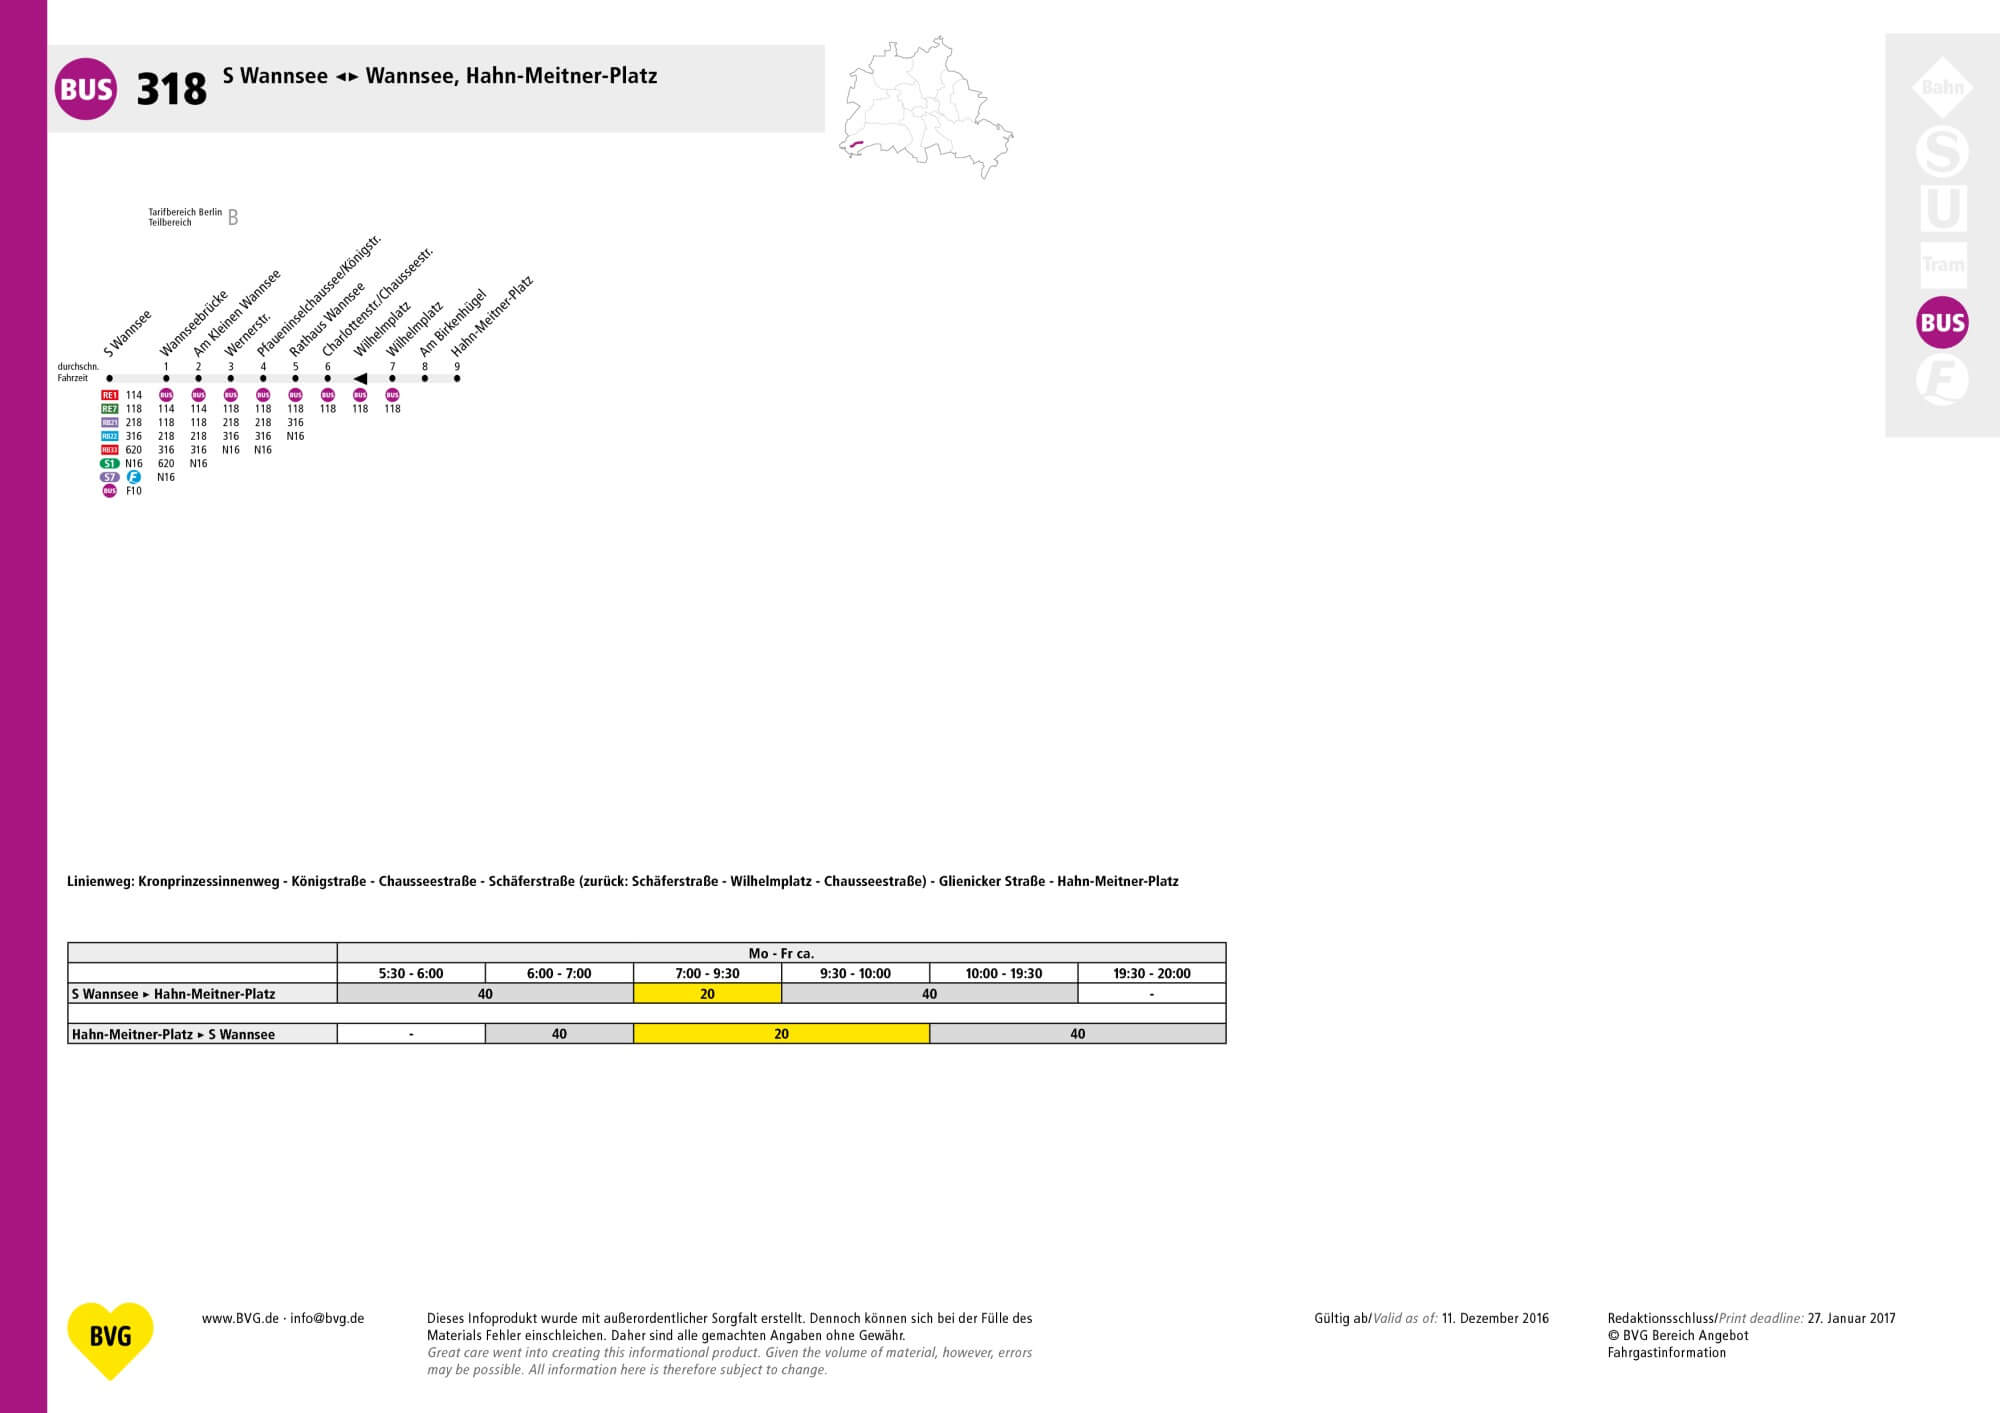 BUS 318 S Wannsee ◄► Wannsee, Hahn-Meitner-Platz
Bahn
S
U
Tram
BUS
F
Tarifbereich Berlin
Teilbereich B
S Wannsee
Wannseebrücke
Am Kleinen Wannsee
Wernerstr.
Pfaueninselchaussee/Königstr.
Rathaus Wannsee
Charlottenstr./Chausseestr.
Wilhelmplatz
Wilhelmplatz
Am Birkenhügel
Hahn-Meitner-Platz
durchschn. 1 2 3 4 5 6 7 8 9
Fahrzeit
RE1 114 BUS BUS BUS BUS BUS BUS BUS BUS
RE7 118 114 114 118 118 118 118 118 118
RB21 218 118 118 218 218 316
RB22 316 218 218 316 316 N16
RB33 620 316 316 N16 N16
S1 N16 620 N16
S7 F N16
BUS F10
Linienweg: Kronprinzessinnenweg - Königstraße - Chausseestraße - Schäferstraße (zurück: Schäferstraße - Wilhelmplatz - Chausseestraße) - Glienicker Straße - Hahn-Meitner-Platz
Mo - Fr ca.
5:30 - 6:00 6:00 - 7:00 7:00 - 9:30 9:30 - 10:00 10:00 - 19:30 19:30 - 20:00
S Wannsee ► Hahn-Meitner-Platz 40 20 40 -
Hahn-Meitner-Platz ► S Wannsee - 40 20 40
BVG
www.BVG.de · info@bvg.de
Dieses Infoprodukt wurde mit außerordentlicher Sorgfalt erstellt. Dennoch können sich bei der Fülle des
Materials Fehler einschleichen. Daher sind alle gemachten Angaben ohne Gewähr.
Great care went into creating this informational product. Given the volume of material, however, errors
may be possible. All information here is therefore subject to change.
Gültig ab/Valid as of: 11. Dezember 2016
Redaktionsschluss/Print deadline: 27. Januar 2017
© BVG Bereich Angebot
Fahrgastinformation